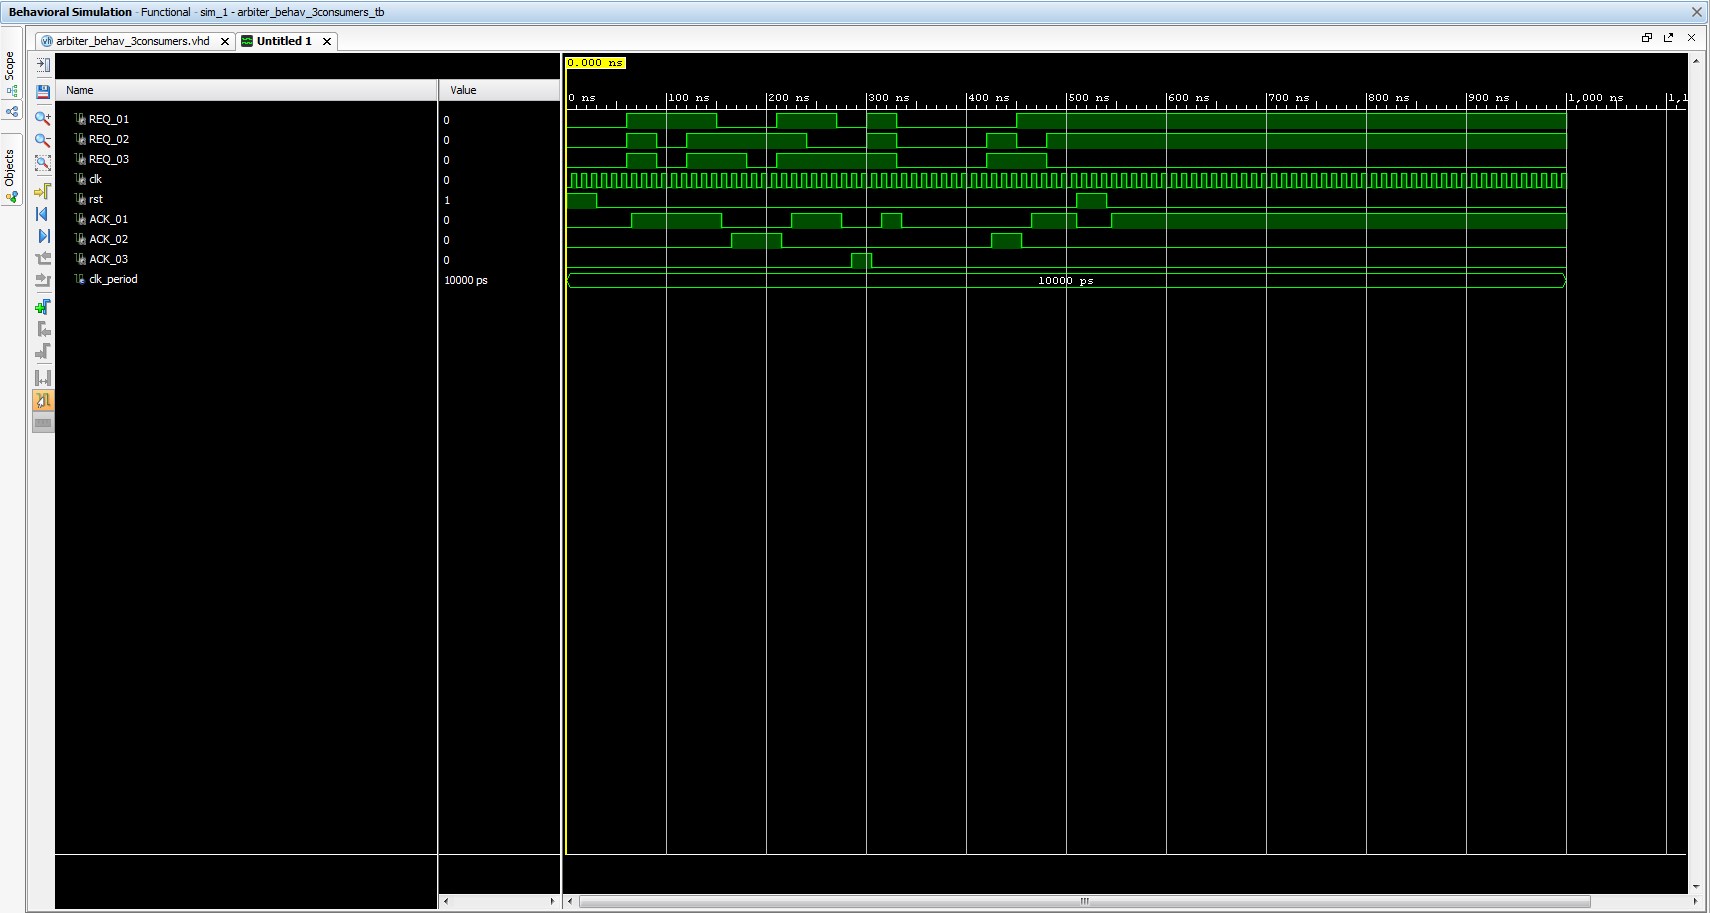 Behavioral Simulation - Functional - sim_1 - arbiter_behav_3consumers_tb
Scope
Objects
arbiter_behav_3consumers.vhd
Untitled 1
Name Value
0.000 ns
0 ns 100 ns 200 ns 300 ns 400 ns 500 ns 600 ns 700 ns 800 ns 900 ns 1,000 ns 1,1
REQ_01 0
REQ_02 0
REQ_03 0
clk 0
rst 1
ACK_01 0
ACK_02 0
ACK_03 0
clk_period 10000 ps 10000 ps